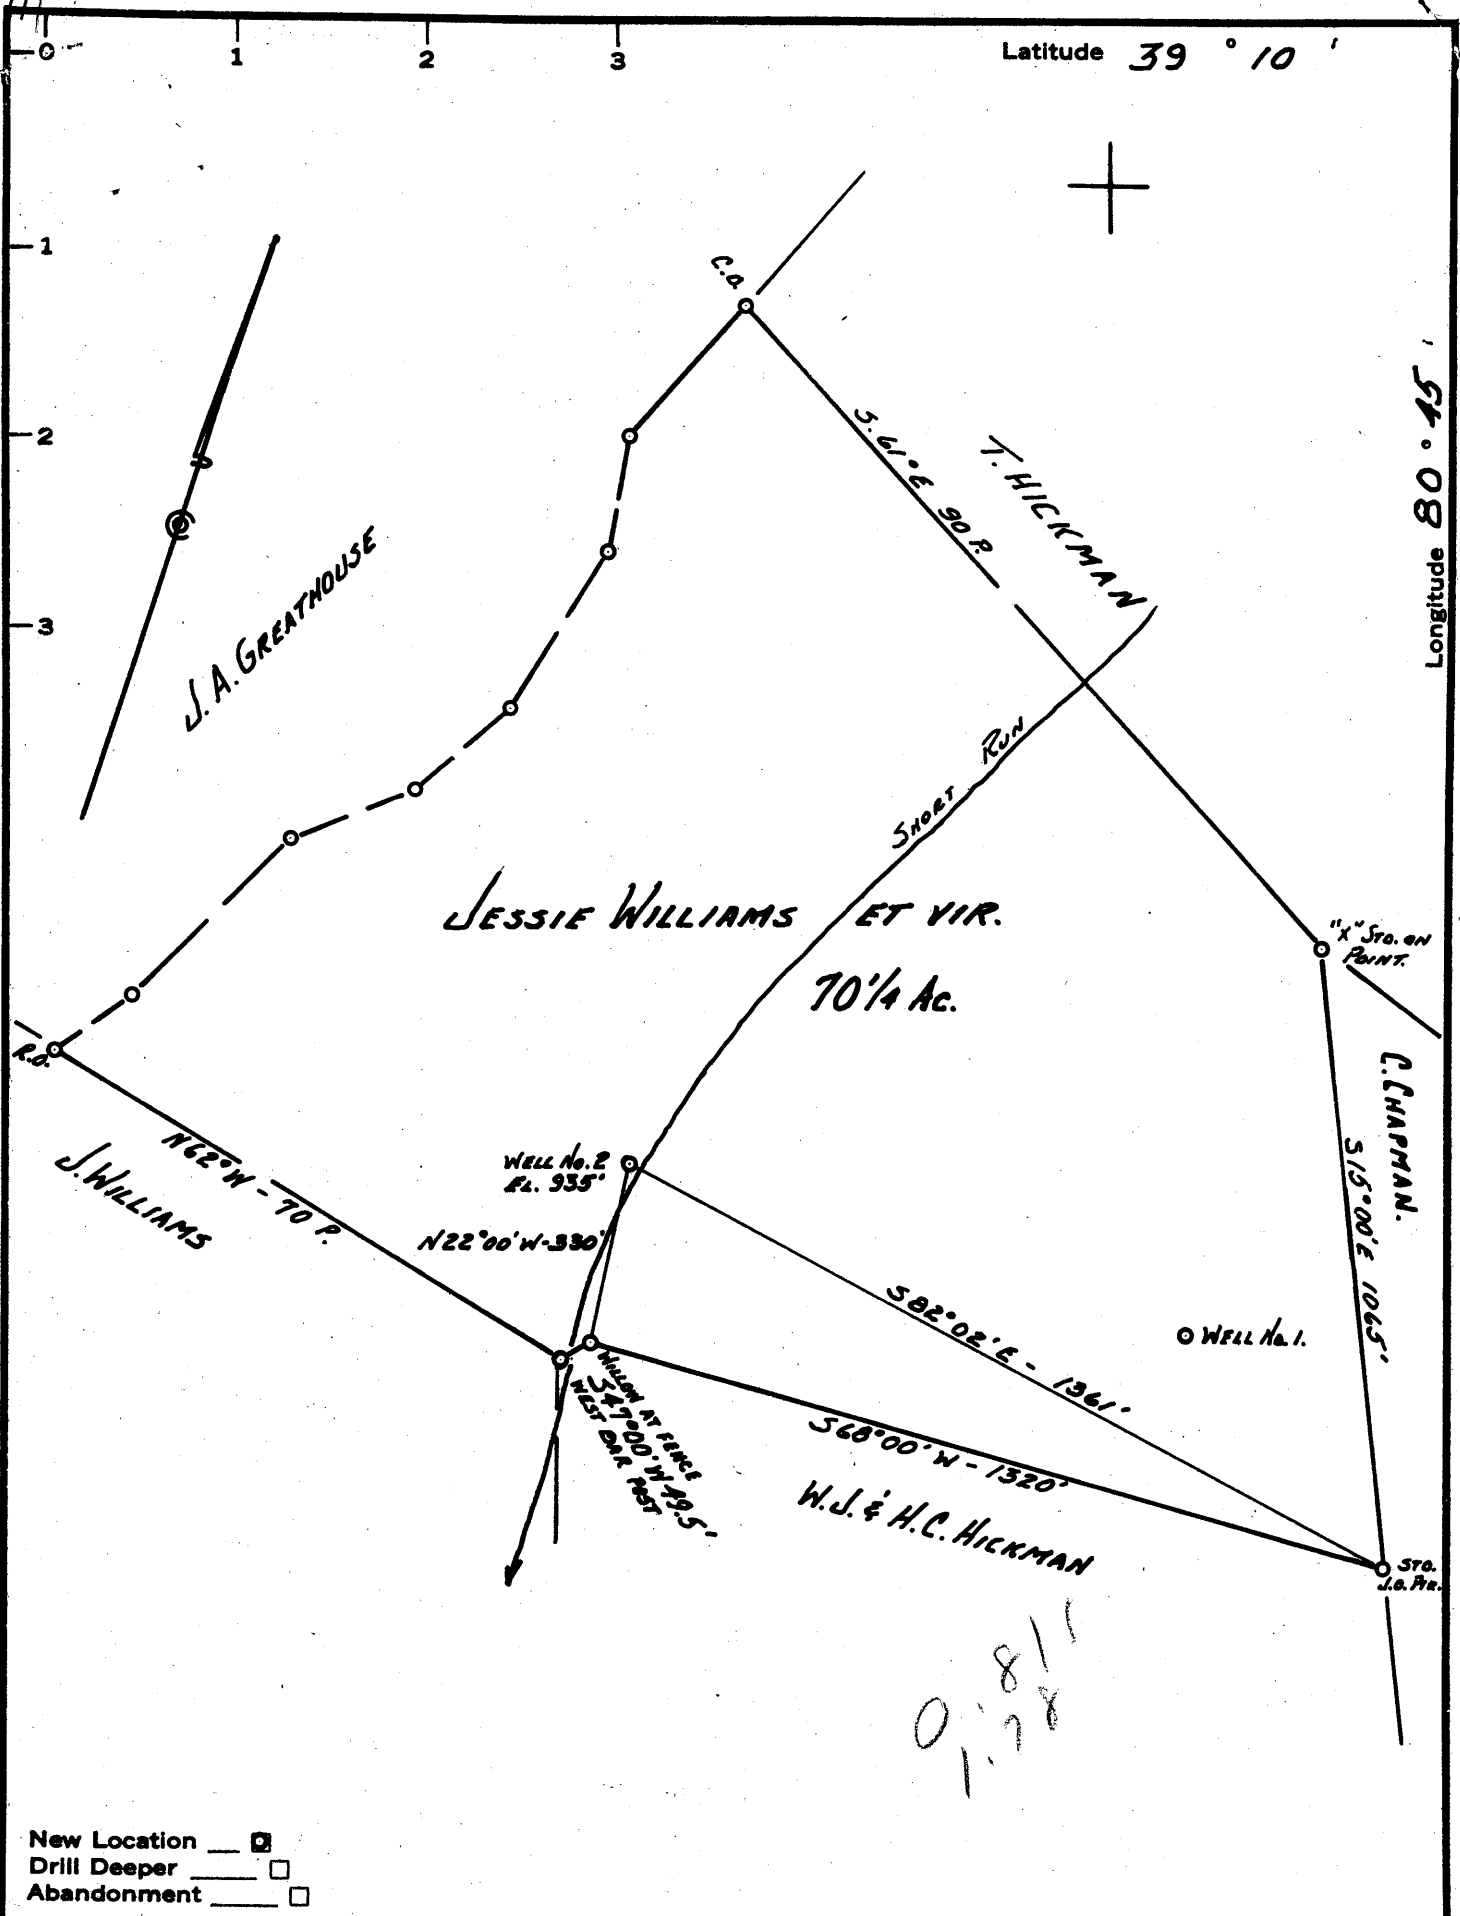 0 1 2 3
Latitude 39 ° 10 '
1
2
3
Longitude 80 ° 45 '
C.O.
S.61°E 90 P.
T. HICKMAN
J.A. GREATHOUSE
SHORT RUN
JESSIE WILLIAMS ET VIR.
70 1/4 AC.
"X" STO. ON
POINT.
R.O.
C. CHAPMAN.
S15°00'E 1065'
N62°W - 70 P.
J. WILLIAMS
WELL No. 2
EL. 935'
N22°00'W-330'
S82°02'E - 1361'
WELL No. 1.
WILLOW AT FENCE
S47°00'W 49.5'
WEST BAR POST
S68°00'W - 1320'
W.J. & H.C. HICKMAN
STO.
J.O. PTR.
0.811
1.78
New Location
Drill Deeper
Abandonment